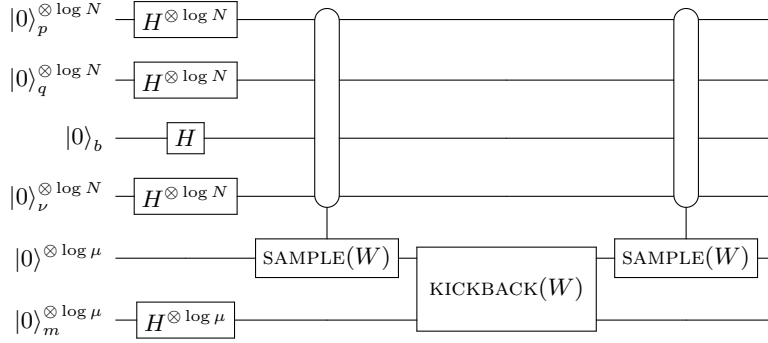 |0⟩_p^{⊗ log N} H^{⊗ log N}
|0⟩_q^{⊗ log N} H^{⊗ log N}
|0⟩_b H
|0⟩_ν^{⊗ log N} H^{⊗ log N}
|0⟩^{⊗ log μ} SAMPLE(W) SAMPLE(W)
KICKBACK(W)
|0⟩_m^{⊗ log μ} H^{⊗ log μ}